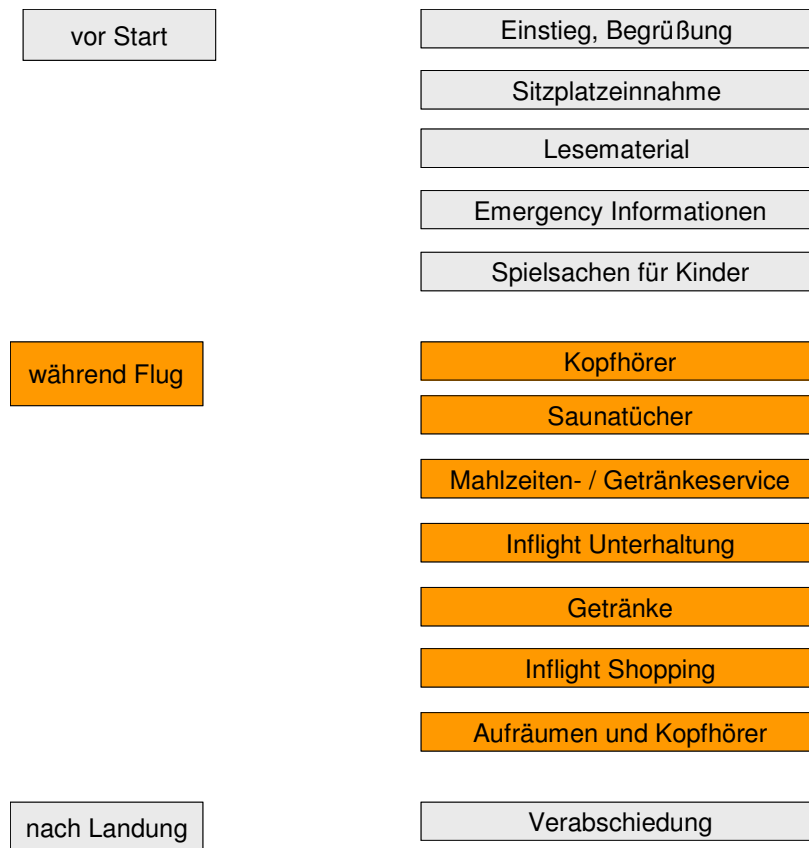 vor Start
Einstieg, Begrüßung
Sitzplatzeinnahme
Lesematerial
Emergency Informationen
Spielsachen für Kinder
während Flug
Kopfhörer
Saunatücher
Mahlzeiten- / Getränkeservice
Inflight Unterhaltung
Getränke
Inflight Shopping
Aufräumen und Kopfhörer
nach Landung
Verabschiedung